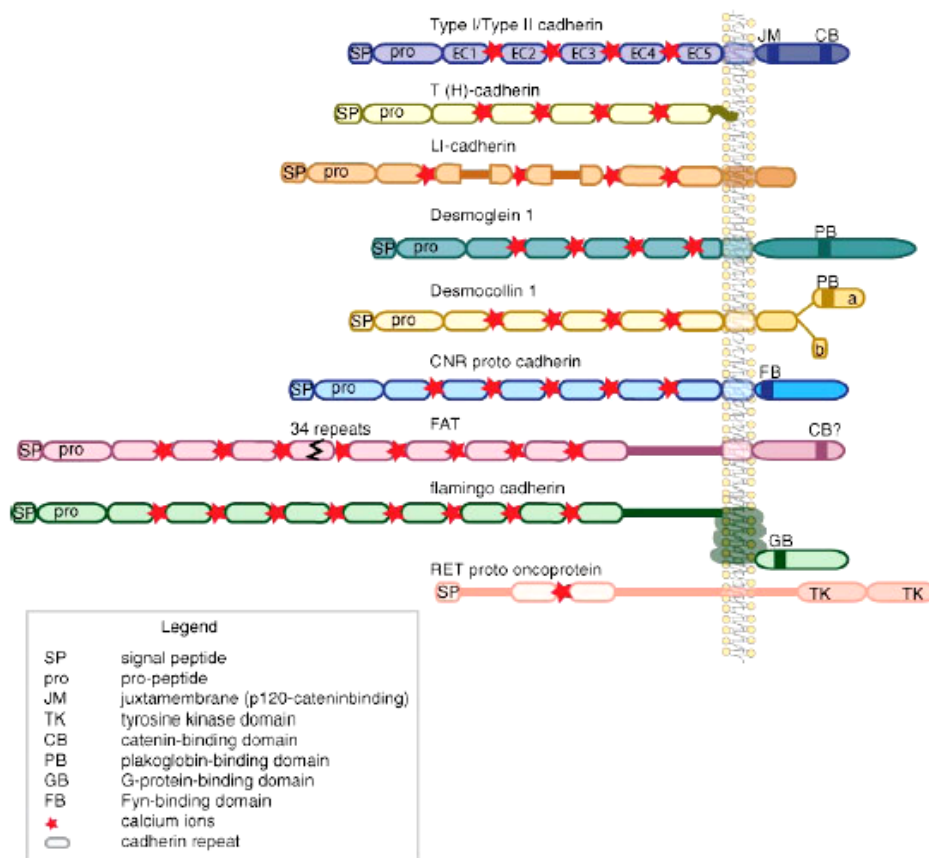 Type I/Type II cadherin
JM CB
SP pro EC1 EC2 EC3 EC4 EC5
T (H)-cadherin
SP pro
LI-cadherin
SP pro
Desmoglein 1
PB
SP pro
Desmocollin 1
PB
a
SP pro
b
CNR proto cadherin
FB
SP pro
34 repeats FAT CB?
SP pro
flamingo cadherin
SP pro
GB
RET proto oncoprotein
SP TK TK
Legend
SP signal peptide
pro pro-peptide
JM juxtamembrane (p120-cateninbinding)
TK tyrosine kinase domain
CB catenin-binding domain
PB plakoglobin-binding domain
GB G-protein-binding domain
FB Fyn-binding domain
calcium ions
cadherin repeat